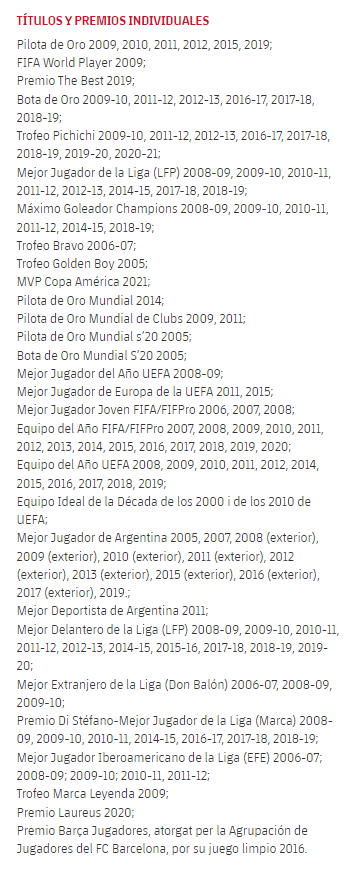 TÍTULOS Y PREMIOS INDIVIDUALES
Pilota de Oro 2009, 2010, 2011, 2012, 2015, 2019;
FIFA World Player 2009;
Premio The Best 2019;
Bota de Oro 2009-10, 2011-12, 2012-13, 2016-17, 2017-18,
2018-19;
Trofeo Pichichi 2009-10, 2011-12, 2012-13, 2016-17, 2017-18,
2018-19, 2019-20, 2020-21;
Mejor Jugador de la Liga (LFP) 2008-09, 2009-10, 2010-11,
2011-12, 2012-13, 2014-15, 2017-18, 2018-19;
Máximo Goleador Champions 2008-09, 2009-10, 2010-11,
2011-12, 2014-15, 2018-19;
Trofeo Bravo 2006-07;
Trofeo Golden Boy 2005;
MVP Copa América 2021;
Pilota de Oro Mundial 2014;
Pilota de Oro Mundial de Clubs 2009, 2011;
Pilota de Oro Mundial s'20 2005;
Bota de Oro Mundial S'20 2005;
Mejor Jugador del Año UEFA 2008-09;
Mejor Jugador de Europa de la UEFA 2011, 2015;
Mejor Jugador Joven FIFA/FIFPro 2006, 2007, 2008;
Equipo del Año FIFA/FIFPro 2007, 2008, 2009, 2010, 2011,
2012, 2013, 2014, 2015, 2016, 2017, 2018, 2019, 2020;
Equipo del Año UEFA 2008, 2009, 2010, 2011, 2012, 2014,
2015, 2016, 2017, 2018, 2019;
Equipo Ideal de la Década de los 2000 i de los 2010 de
UEFA;
Mejor Jugador de Argentina 2005, 2007, 2008 (exterior),
2009 (exterior), 2010 (exterior), 2011 (exterior), 2012
(exterior), 2013 (exterior), 2015 (exterior), 2016 (exterior),
2017 (exterior), 2019.;
Mejor Deportista de Argentina 2011;
Mejor Delantero de la Liga (LFP) 2008-09, 2009-10, 2010-11,
2011-12, 2012-13, 2014-15, 2015-16, 2017-18, 2018-19, 2019-
20;
Mejor Extranjero de la Liga (Don Balón) 2006-07, 2008-09,
2009-10;
Premio Di Stéfano-Mejor Jugador de la Liga (Marca) 2008-
09, 2009-10, 2010-11, 2014-15, 2016-17, 2017-18, 2018-19;
Mejor Jugador Iberoamericano de la Liga (EFE) 2006-07;
2008-09; 2009-10; 2010-11, 2011-12;
Trofeo Marca Leyenda 2009;
Premio Laureus 2020;
Premio Barça Jugadores, atorgat per la Agrupación de
Jugadores del FC Barcelona, por su juego limpio 2016.